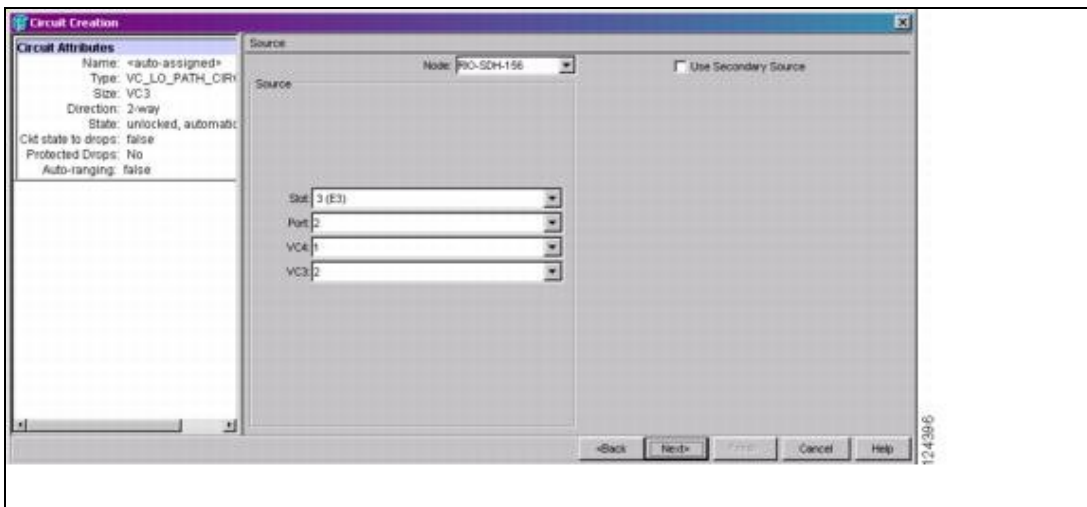 Circuit Creation
Circuit Attributes
Name: <auto-assigned>
Type: VC_LO_PATH_CIR
Size: VC3
Direction: 2-way
State: unlocked, automatic
Ckt state to drops: false
Protected Drops: No
Auto-ranging: false
Source
Node: RIO-SDH-156
Use Secondary Source
Source
Slot: 3 (E3)
Port: 2
VC4: 1
VC3: 2
<Back
Next>
Finish
Cancel
Help
124396